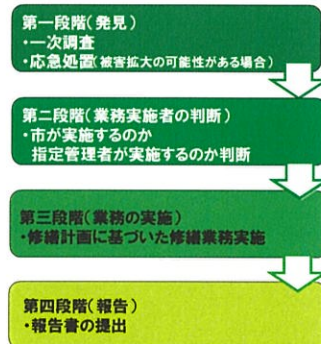 第一段階(発見)
・一次調査
・応急処置(被害拡大の可能性がある場合)
第二段階(業務実施者の判断)
・市が実施するのか
指定管理者が実施するのか判断
第三段階(業務の実施)
・修繕計画に基づいた修繕業務実施
第四段階(報告)
・報告書の提出